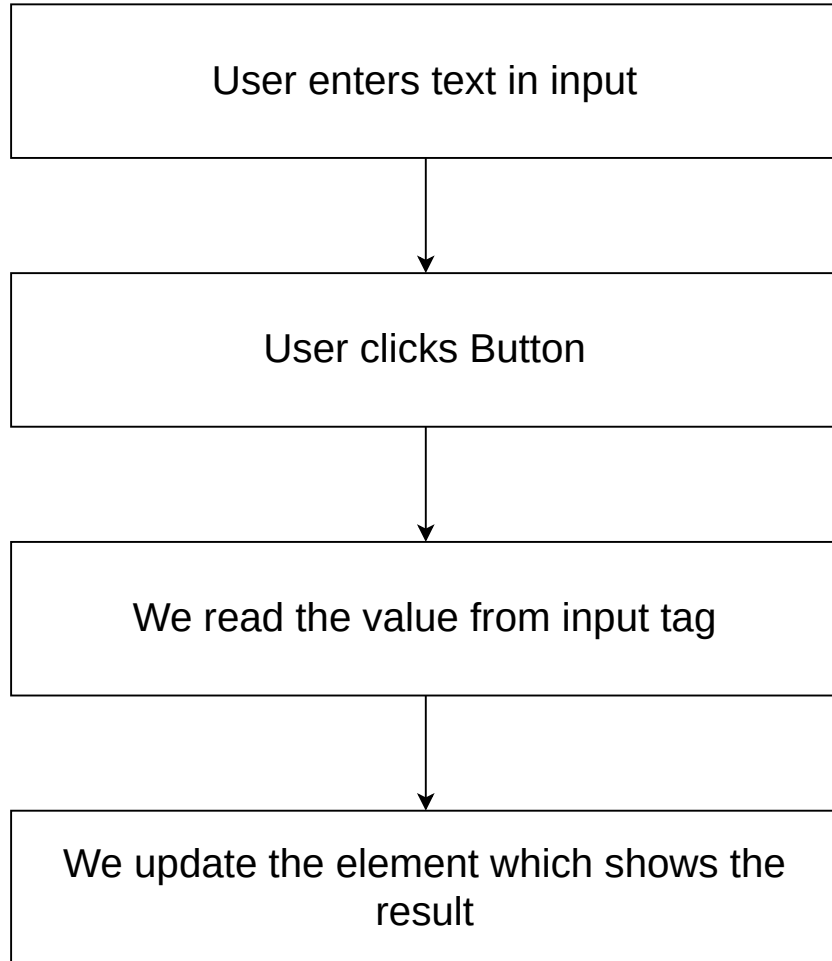 User enters text in input
User clicks Button
We read the value from input tag
We update the element which shows the
result